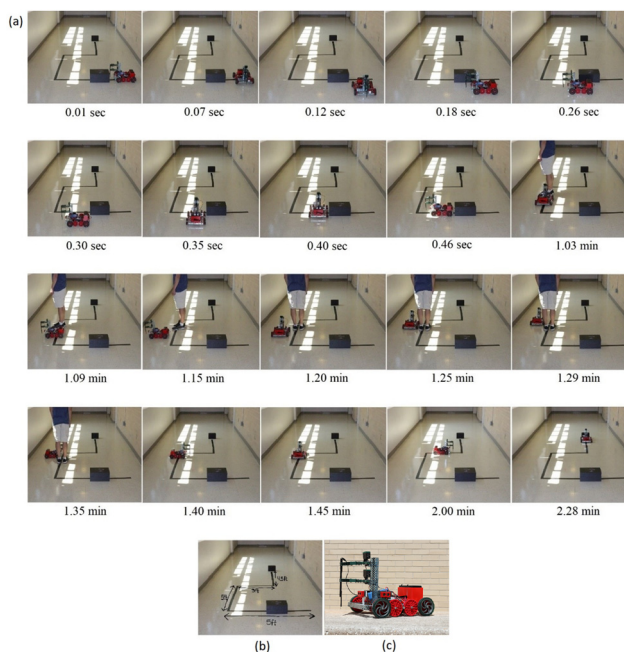 (a)
0.01 sec 0.07 sec 0.12 sec 0.18 sec 0.26 sec
0.30 sec 0.35 sec 0.40 sec 0.46 sec 1.03 min
1.09 min 1.15 min 1.20 min 1.25 min 1.29 min
1.35 min 1.40 min 1.45 min 2.00 min 2.28 min
5ft
(b) (c)